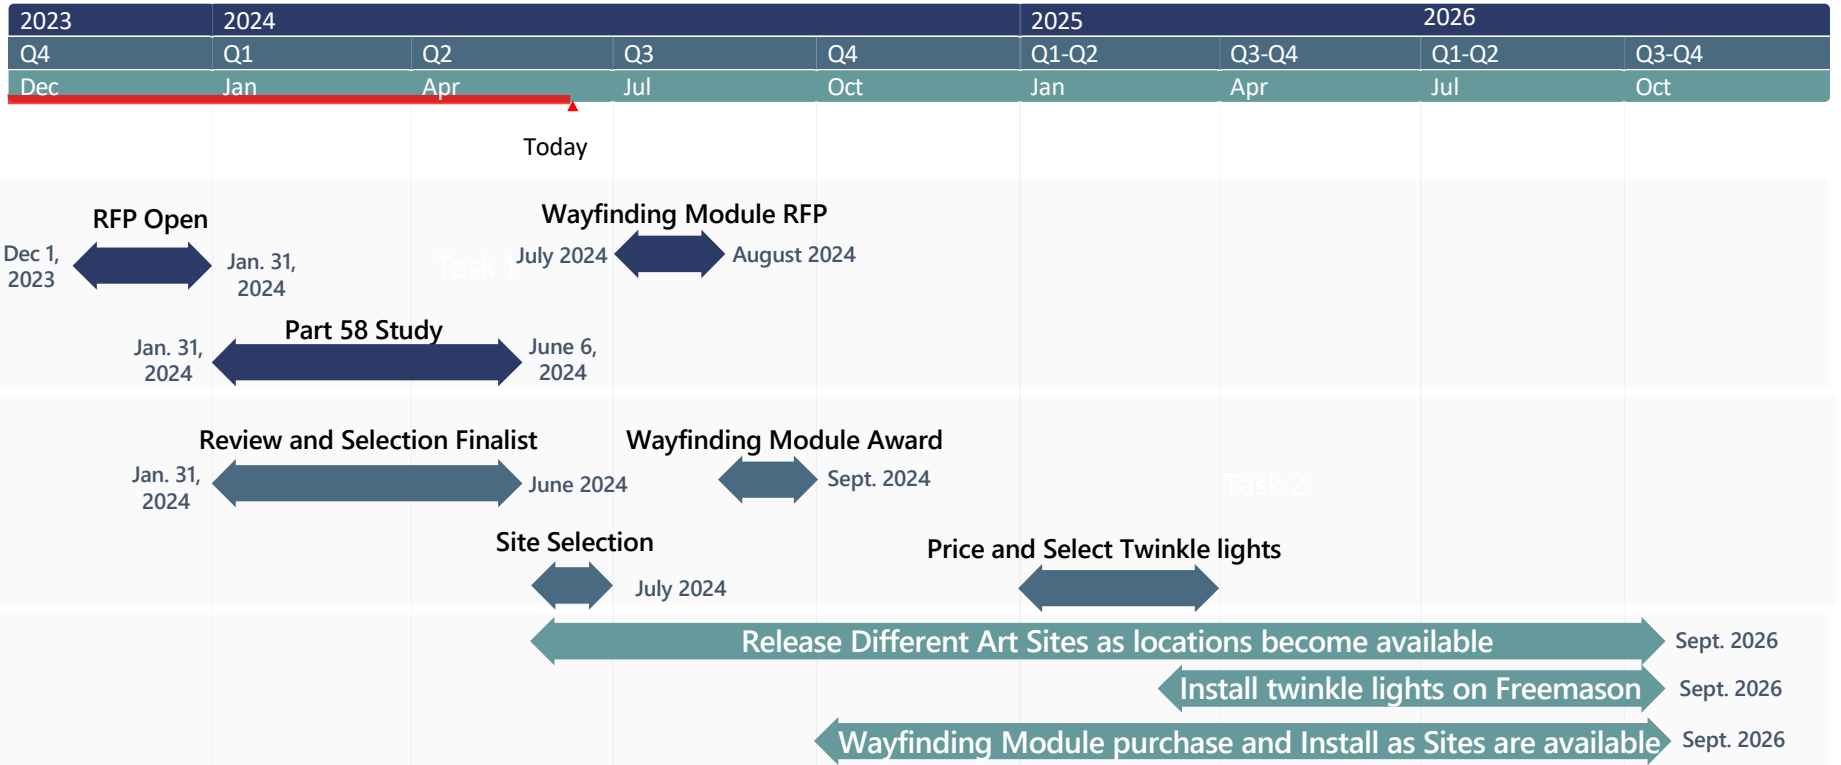 2023 2024 2025 2026
Q4 Q1 Q2 Q3 Q4 Q1-Q2 Q3-Q4 Q1-Q2 Q3-Q4
Dec Jan Apr Jul Oct Jan Apr Jul Oct
Today
RFP Open
Dec 1,
2023
Jan. 31,
2024
Task 1
Wayfinding Module RFP
July 2024
August 2024
Part 58 Study
Jan. 31,
2024
June 6,
2024
Review and Selection Finalist
Jan. 31,
2024
June 2024
Wayfinding Module Award
Sept. 2024
Task 2
Site Selection
July 2024
Price and Select Twinkle lights
Release Different Art Sites as locations become available
Sept. 2026
Install twinkle lights on Freemason
Sept. 2026
Wayfinding Module purchase and Install as Sites are available
Sept. 2026